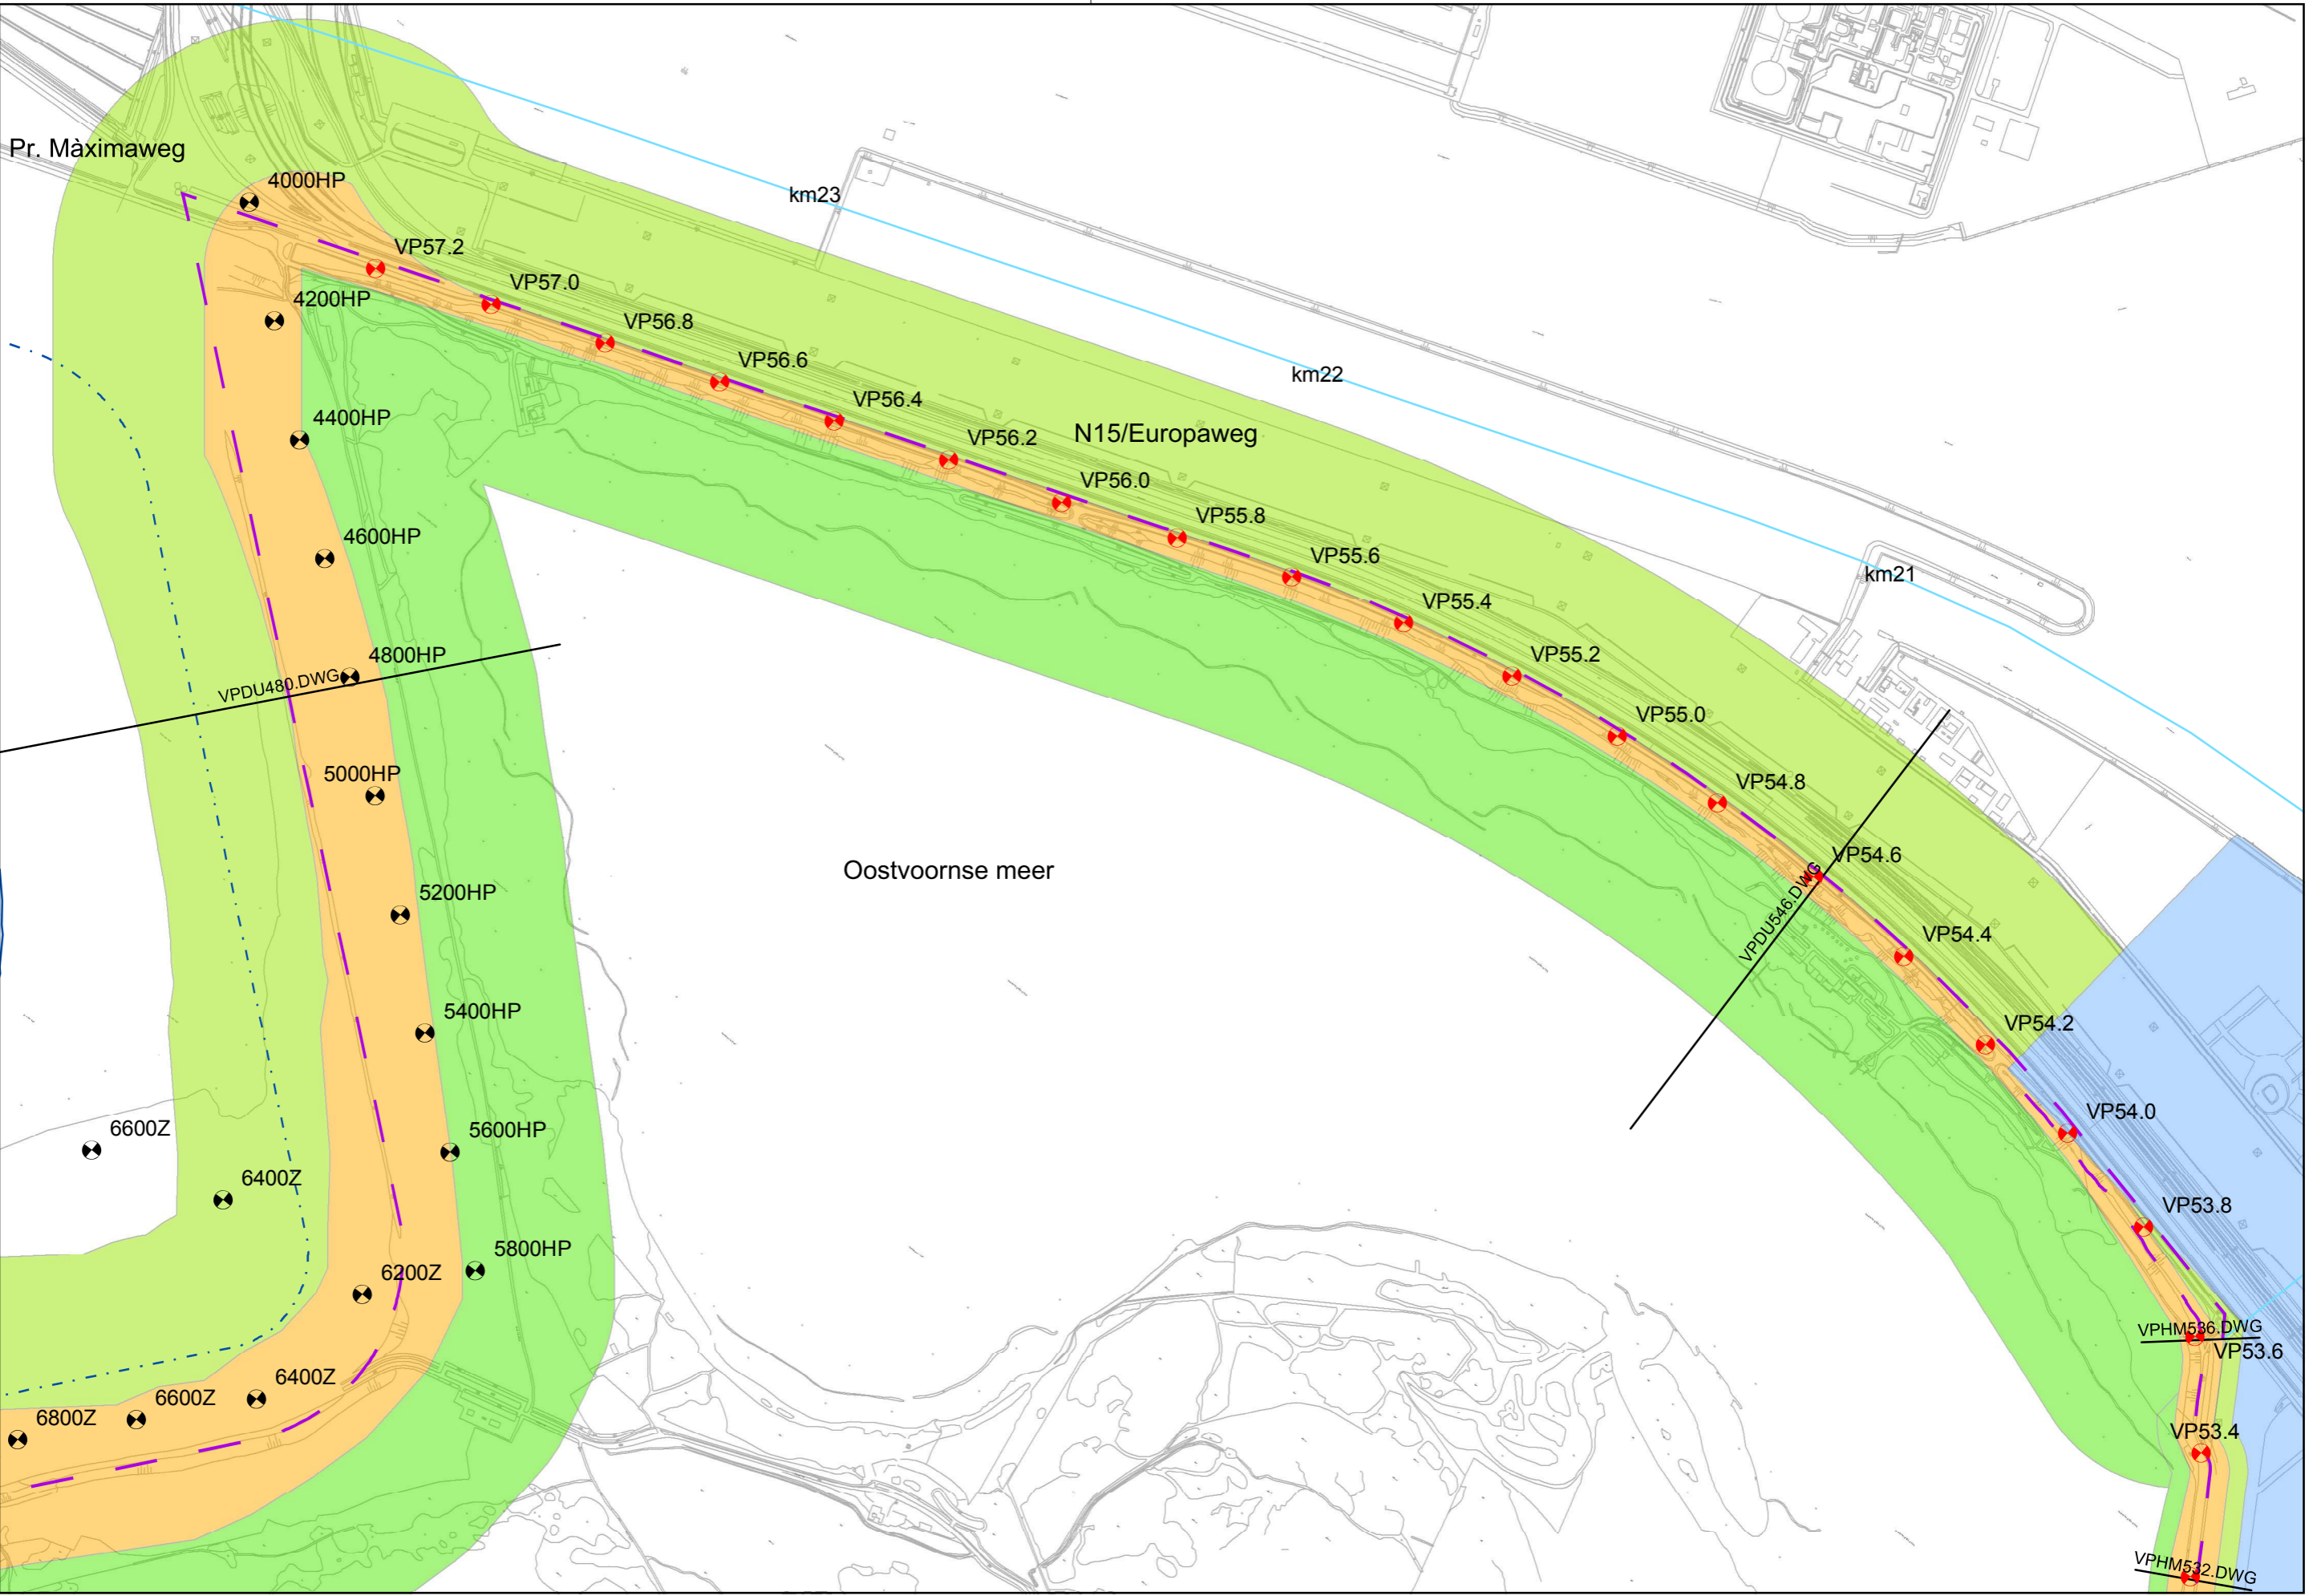 Pr. Màximaweg
4000HP
km23
VP57.2
VP57.0
4200HP
VP56.8
VP56.6
km22
VP56.4
4400HP
VP56.2
N15/Europaweg
VP56.0
VP55.8
4600HP
VP55.6
km21
VP55.4
4800HP
VPDU480.DWG
VP55.2
VP55.0
5000HP
VP54.8
VP54.6
Oostvoornse meer
5200HP
VPDU546.DWG
VP54.4
5400HP
VP54.2
VP54.0
6600Z
5600HP
6400Z
VP53.8
5800HP
6200Z
VPHM536.DWG
VP53.6
6400Z
6600Z
6800Z
VP53.4
VPHM532.DWG